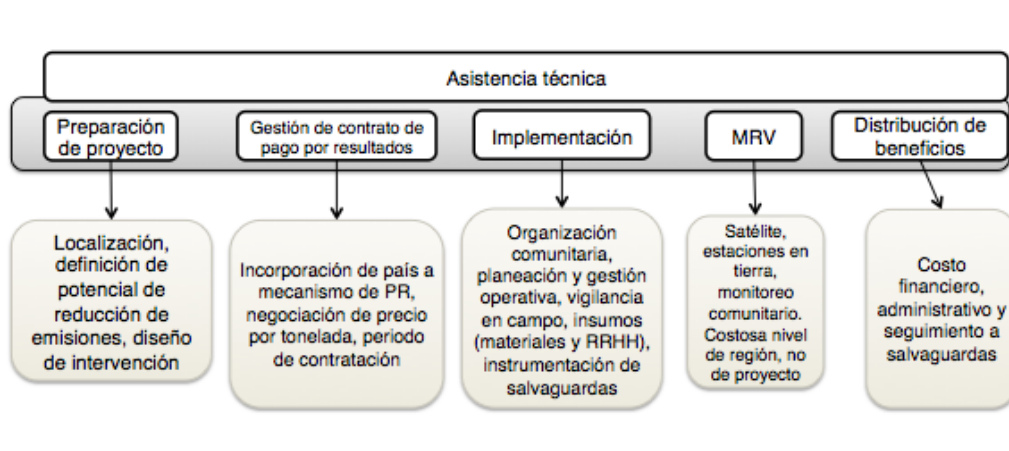 Asistencia técnica
Preparación
de proyecto
Gestión de contrato de
pago por resultados
Implementación
MRV
Distribución de
beneficios
Localización,
definición de
potencial de
reducción de
emisiones, diseño
de intervención
Incorporación de país a
mecanismo de PR,
negociación de precio
por tonelada, periodo
de contratación
Organización
comunitaria,
planeación y gestión
operativa, vigilancia
en campo, insumos
(materiales y RRHH),
instrumentación de
salvaguardas
Satélite,
estaciones en
tierra,
monitoreo
comunitario.
Costosa nivel
de región, no
de proyecto
Costo
financiero,
administrativo y
seguimiento a
salvaguardas